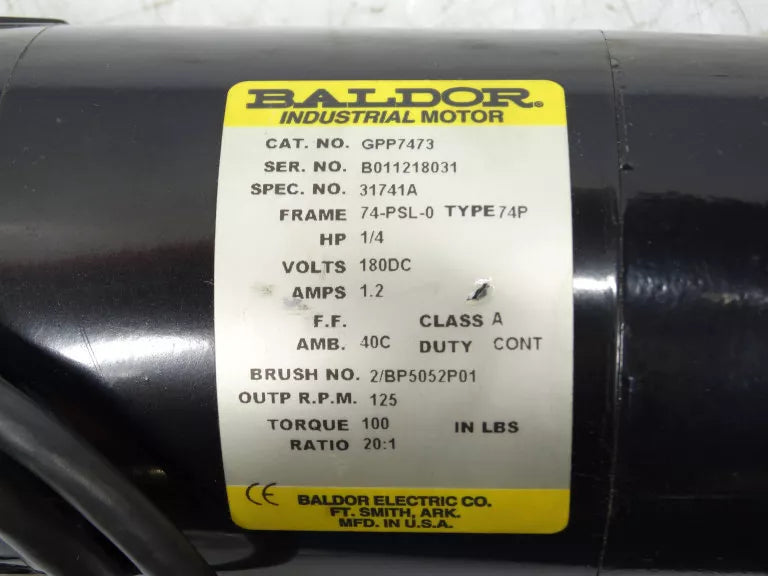 BALDOR®
INDUSTRIAL MOTOR
CAT. NO. GPP7473
SER. NO. B011218031
SPEC. NO. 31741A
FRAME 74-PSL-0 TYPE 74P
HP 1/4
VOLTS 180DC
AMPS 1.2
F.F. CLASS A
AMB. 40C DUTY CONT
BRUSH NO. 2/BP5052P01
OUTP R.P.M. 125
TORQUE 100 IN LBS
RATIO 20:1
CE BALDOR ELECTRIC CO.
FT. SMITH, ARK.
MFD. IN U.S.A.